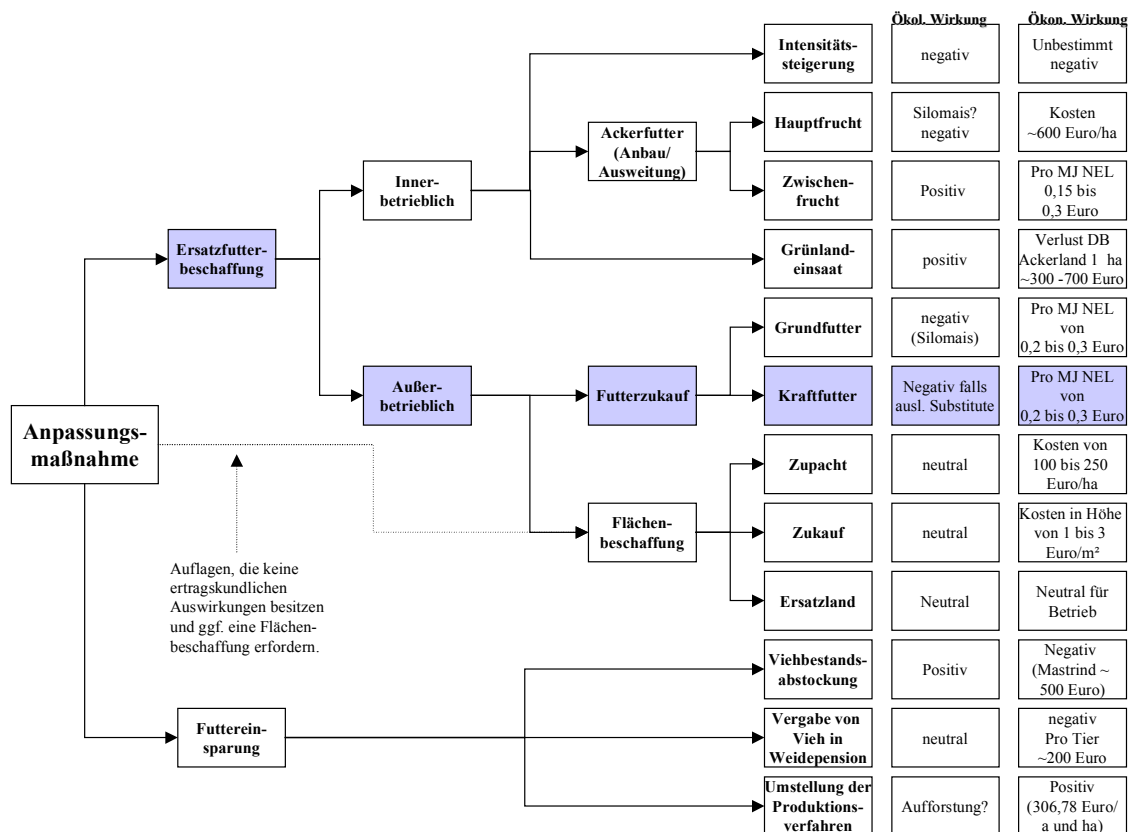 Ökol. Wirkung
Ökon. Wirkung
Intensitäts-
steigerung
negativ
Unbestimmt
negativ
Hauptfrucht
Silomais?
negativ
Kosten
~600 Euro/ha
Ackerfutter
(Anbau/
Ausweitung)
Inner-
betrieblich
Zwischen-
frucht
Positiv
Pro MJ NEL
0,15 bis
0,3 Euro
Ersatzfutter-
beschaffung
Grünland-
einsaat
positiv
Verlust DB
Ackerland 1 ha
~300 -700 Euro
Grundfutter
negativ
(Silomais)
Pro MJ NEL
von
0,2 bis 0,3 Euro
Außer-
betrieblich
Futterzukauf
Kraftfutter
Negativ falls
ausl. Substitute
Pro MJ NEL
von
0,2 bis 0,3 Euro
Anpassungs-
maßnahme
Zupacht
neutral
Kosten von
100 bis 250
Euro/ha
Flächen-
beschaffung
Zukauf
neutral
Kosten in Höhe
von 1 bis 3
Euro/m²
Auflagen, die keine
ertragskundlichen
Auswirkungen besitzen
und ggf. eine Flächen-
beschaffung erfordern.
Ersatzland
Neutral
Neutral für
Betrieb
Viehbestands-
abstockung
Positiv
Negativ
(Mastrind ~
500 Euro)
Futterein-
sparung
Vergabe von
Vieh in
Weidepension
neutral
negativ
Pro Tier
~200 Euro
Umstellung der
Produktions-
verfahren
Aufforstung?
Positiv
(306,78 Euro/
a und ha)